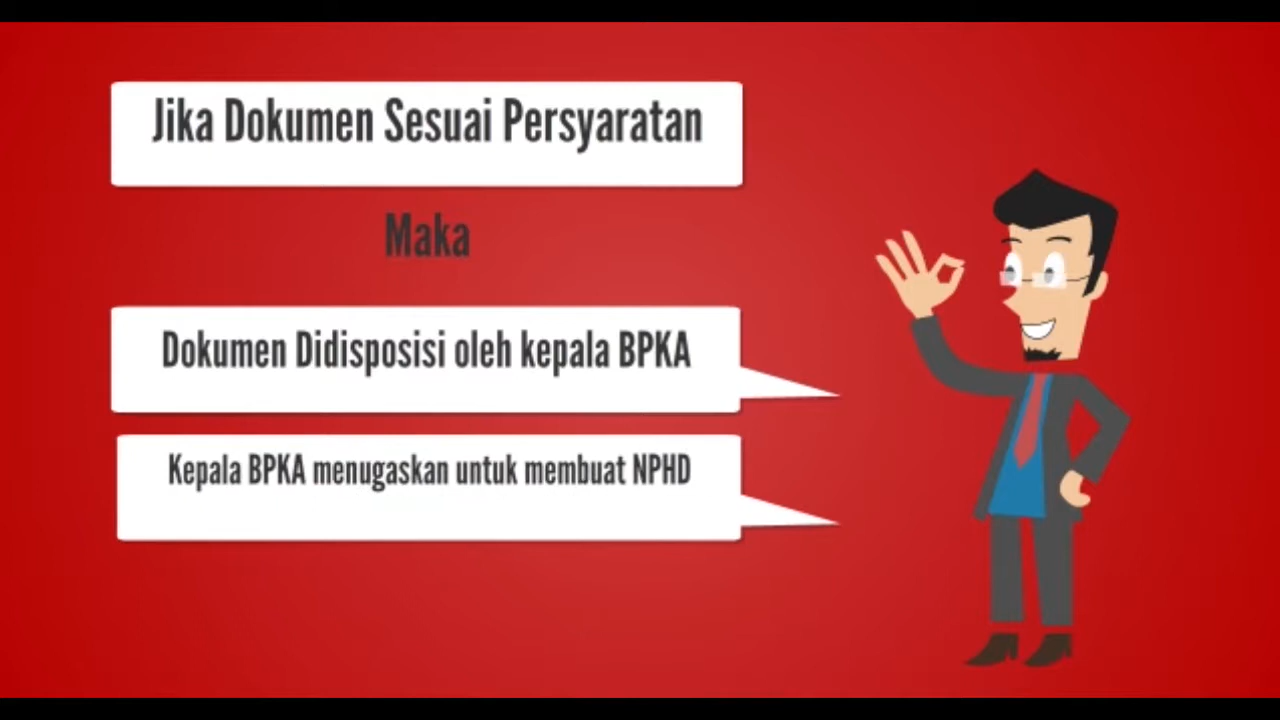 Jika Dokumen Sesuai Persyaratan
Maka
Dokumen Didisposisi oleh kepala BPKA
Kepala BPKA menugaskan untuk membuat NPHD